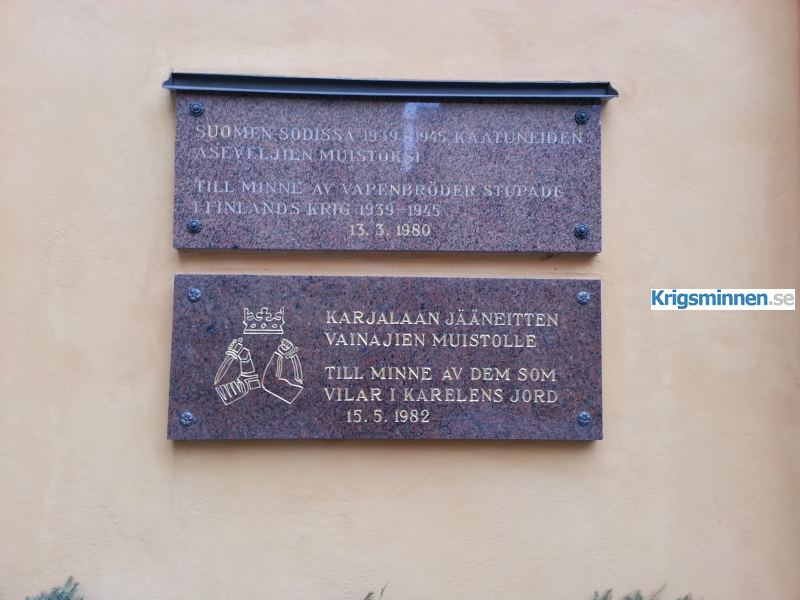 SUOMEN SODISSA 1939-1945 KAATUNEIDEN
ASEVELJIEN MUISTOKSI
TILL MINNE AV VAPENBRÖDER STUPADE
I FINLANDS KRIG 1939-1945
13. 3. 1980
KARJALAAN JÄÄNEITTEN
VAINAJIEN MUISTOLLE
TILL MINNE AV DEM SOM
VILAR I KARELENS JORD
15. 5. 1982
Krigsminnen.se